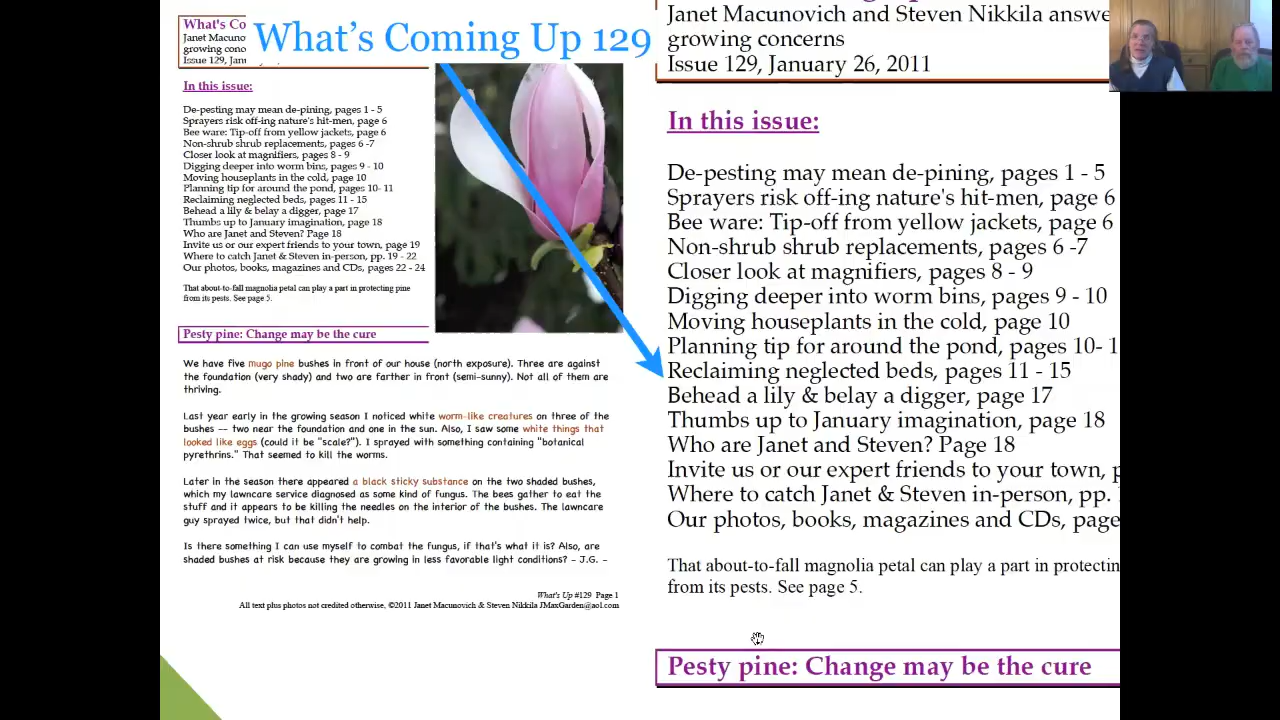 What's Co
Janet Macuno
growing conc
Issue 129, Jan
What's Coming Up 129
In this issue:
De-pesting may mean de-pining, pages 1 - 5
Sprayers risk off-ing nature's hit-men, page 6
Bee ware: Tip-off from yellow jackets, page 6
Non-shrub shrub replacements, pages 6 -7
Closer look at magnifiers, pages 8 - 9
Digging deeper into worm bins, pages 9 - 10
Moving houseplants in the cold, page 10
Planning tip for around the pond, pages 10- 11
Reclaiming neglected beds, pages 11 - 15
Behead a lily & belay a digger, page 17
Thumbs up to January imagination, page 18
Who are Janet and Steven? Page 18
Invite us or our expert friends to your town, page 19
Where to catch Janet & Steven in-person, pp. 19 - 22
Our photos, books, magazines and CDs, pages 22 - 24
That about-to-fall magnolia petal can play a part in protecting pine
from its pests. See page 5.
Pesty pine: Change may be the cure
We have five mugo pine bushes in front of our house (north exposure). Three are against
the foundation (very shady) and two are farther in front (semi-sunny). Not all of them are
thriving.
Last year early in the growing season I noticed white worm-like creatures on three of the
bushes -- two near the foundation and one in the sun. Also, I saw some white things that
looked like eggs (could it be "scale?"). I sprayed with something containing "botanical
pyrethrins." That seemed to kill the worms.
Later in the season there appeared a black sticky substance on the two shaded bushes,
which my lawncare service diagnosed as some kind of fungus. The bees gather to eat the
stuff and it appears to be killing the needles on the interior of the bushes. The lawncare
guy sprayed twice, but that didn't help.
Is there something I can use myself to combat the fungus, if that's what it is? Also, are
shaded bushes at risk because they are growing in less favorable light conditions? - J.G. -
What's Up #129 Page 1
All text plus photos not credited otherwise, ©2011 Janet Macunovich & Steven Nikkila JMaxGarden@aol.com
Janet Macunovich and Steven Nikkila answe
growing concerns
Issue 129, January 26, 2011
In this issue:
De-pesting may mean de-pining, pages 1 - 5
Sprayers risk off-ing nature's hit-men, page 6
Bee ware: Tip-off from yellow jackets, page 6
Non-shrub shrub replacements, pages 6 -7
Closer look at magnifiers, pages 8 - 9
Digging deeper into worm bins, pages 9 - 10
Moving houseplants in the cold, page 10
Planning tip for around the pond, pages 10- 1
Reclaiming neglected beds, pages 11 - 15
Behead a lily & belay a digger, page 17
Thumbs up to January imagination, page 18
Who are Janet and Steven? Page 18
Invite us or our expert friends to your town, p
Where to catch Janet & Steven in-person, pp.
Our photos, books, magazines and CDs, page
That about-to-fall magnolia petal can play a part in protectin
from its pests. See page 5.
Pesty pine: Change may be the cure